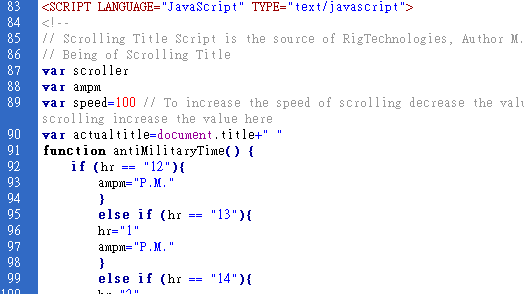 83 <SCRIPT LANGUAGE="JavaScript" TYPE="text/javascript">
84 <!--
85 // Scrolling Title Script is the source of RigTechnologies, Author M.
86 // Being of Scrolling Title
87 var scroller
88 var ampm
89 var speed=100 // To increase the speed of scrolling decrease the valu
scrolling increase the value here
90 var actualtitle=document.title+" "
91 function antiMilitaryTime() {
92 if (hr == "12"){
93 ampm="P.M."
94 }
95 else if (hr == "13"){
96 hr="1"
97 ampm="P.M."
98 }
99 else if (hr == "14"){